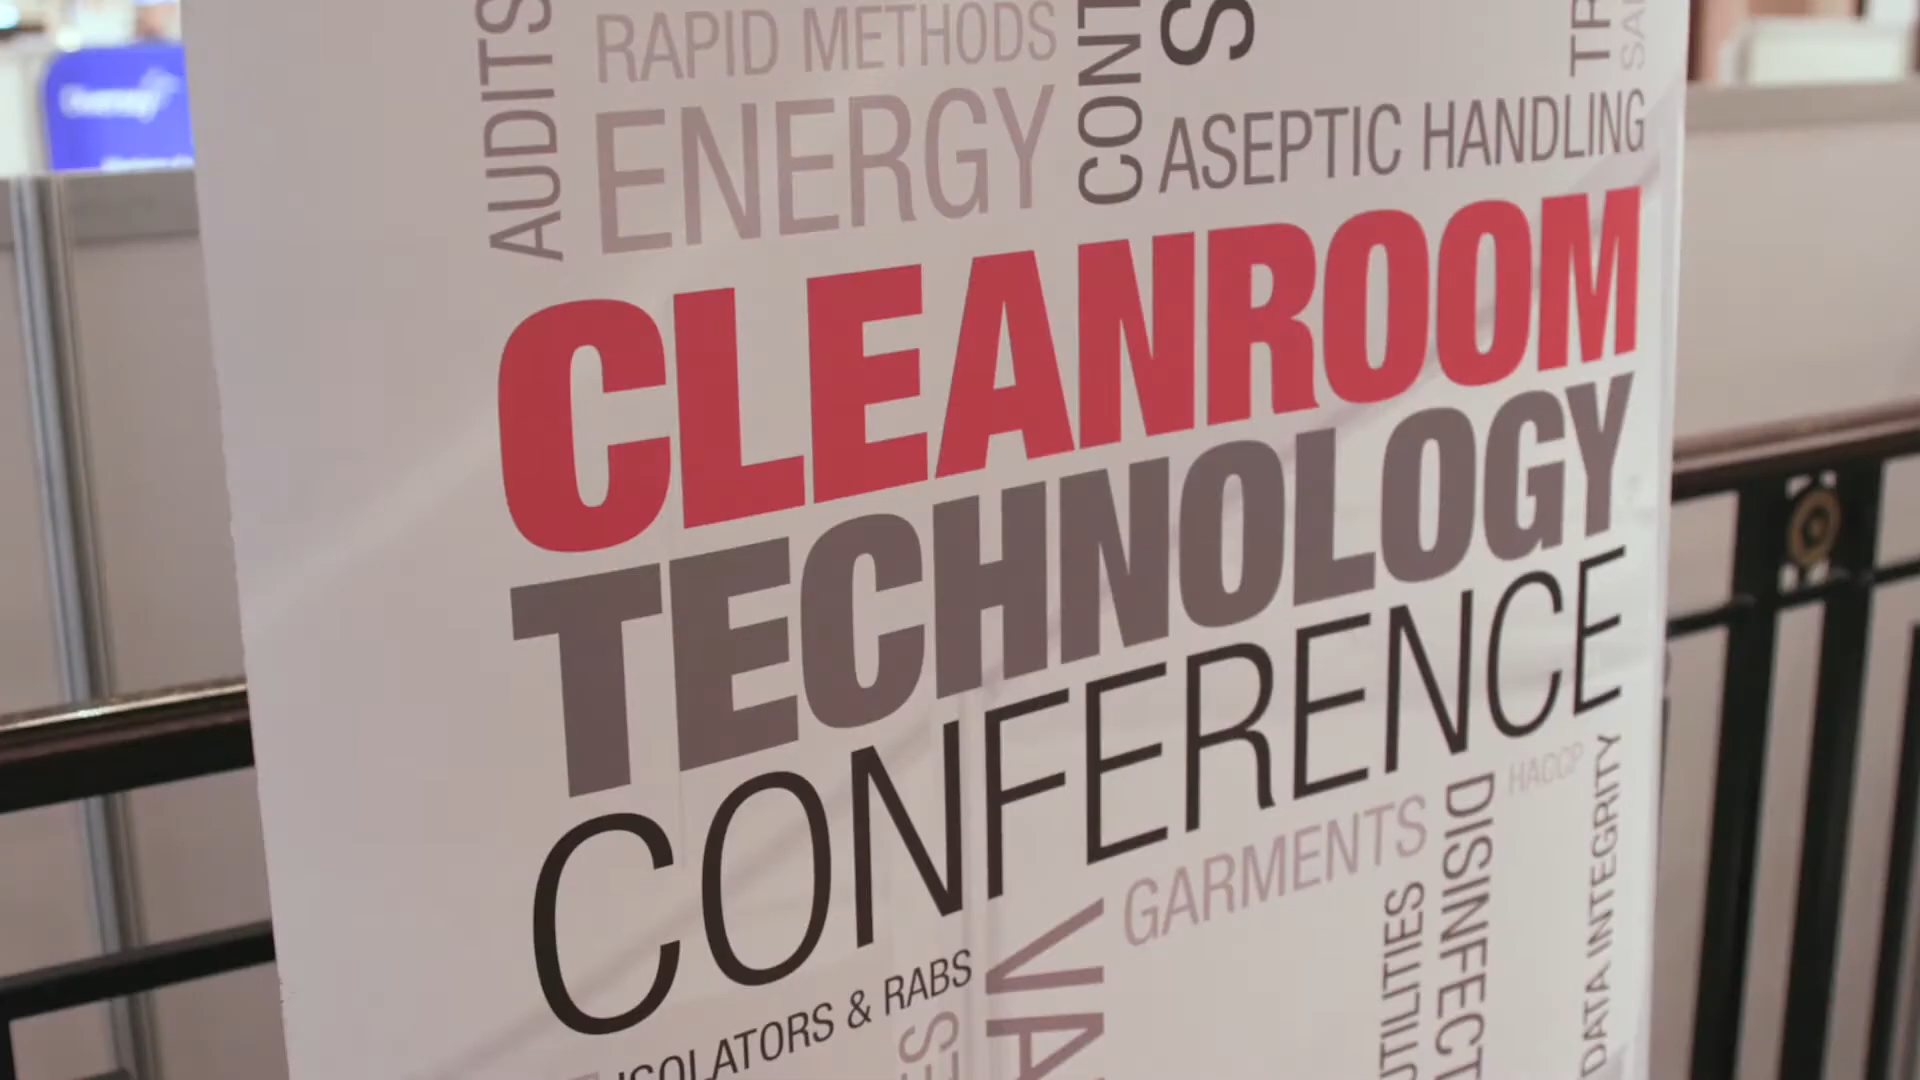 AUDITS
RAPID METHODS
ENERGY
CONT
S
TR
ASEPTIC HANDLING
CLEANROOM
TECHNOLOGY
CONFERENCE
HACCP
GARMENTS
DISINFECT
DATA INTEGRITY
UTILITIES
ISOLATORS & RABS
VA